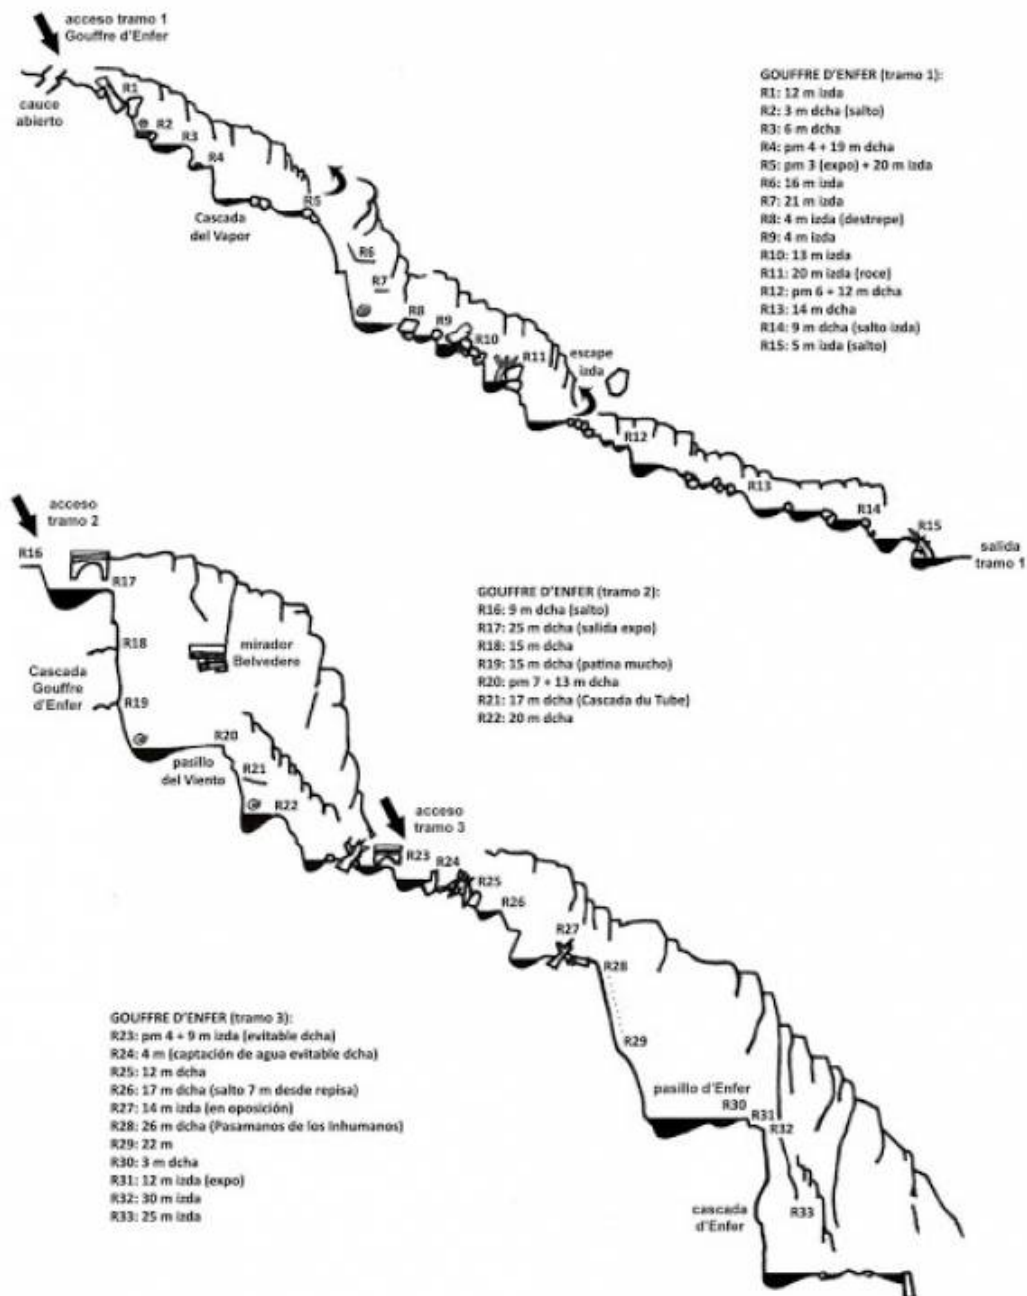 acceso tramo 1
Gouffre d'Enfer
cauce
abierto
R1
R2
R3
R4
Cascada
del Vapor
R5
R6
R7
R8
R9
R10
R11
escape
izda
R12
R13
R14
R15
salida
tramo 1
GOUFFRE D'ENFER (tramo 1):
R1: 12 m izda
R2: 3 m dcha (salto)
R3: 6 m dcha
R4: pm 4 + 19 m dcha
R5: pm 3 (expo) + 20 m izda
R6: 16 m izda
R7: 21 m izda
R8: 4 m izda (destrepe)
R9: 4 m izda
R10: 13 m izda
R11: 20 m izda (roce)
R12: pm 6 + 12 m dcha
R13: 14 m dcha
R14: 9 m dcha (salto izda)
R15: 5 m izda (salto)
acceso
tramo 2
R16
R17
R18
mirador
Belvedere
Cascada
Gouffre
d'Enfer
R19
R20
pasillo
del Viento
R21
R22
GOUFFRE D'ENFER (tramo 2):
R16: 9 m dcha (salto)
R17: 25 m dcha (salida expo)
R18: 15 m dcha
R19: 15 m dcha (patina mucho)
R20: pm 7 + 13 m dcha
R21: 17 m dcha (Cascada du Tube)
R22: 20 m dcha
acceso
tramo 3
R23
R24
R25
R26
R27
R28
R29
pasillo d'Enfer
R30
R31
R32
cascada
d'Enfer
R33
GOUFFRE D'ENFER (tramo 3):
R23: pm 4 + 9 m izda (evitable dcha)
R24: 4 m (captación de agua evitable dcha)
R25: 12 m dcha
R26: 17 m dcha (salto 7 m desde repisa)
R27: 14 m izda (en oposición)
R28: 26 m dcha (Pasamanos de los Inhumanos)
R29: 22 m
R30: 3 m dcha
R31: 12 m izda (expo)
R32: 30 m izda
R33: 25 m izda